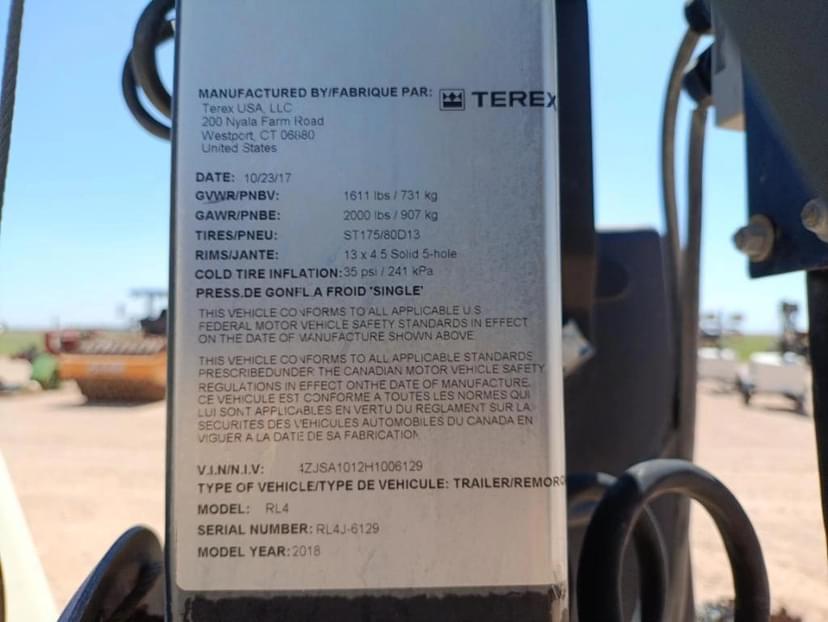 MANUFACTURED BY/FABRIQUE PAR: TEREX
Terex USA, LLC
200 Nyala Farm Road
Westport, CT 06880
United States
DATE: 10/23/17
GVWR/PNBV: 1611 lbs / 731 kg
GAWR/PNBE: 2000 lbs / 907 kg
TIRES/PNEU: ST175/80D13
RIMS/JANTE: 13 x 4.5 Solid 5-hole
COLD TIRE INFLATION: 35 psi / 241 kPa
PRESS.DE GONFL.A FROID 'SINGLE'
THIS VEHICLE CONFORMS TO ALL APPLICABLE U.S
FEDERAL MOTOR VEHICLE SAFETY STANDARDS IN EFFECT
ON THE DATE OF MANUFACTURE SHOWN ABOVE.
THIS VEHICLE CONFORMS TO ALL APPLICABLE STANDARDS
PRESCRIBEDUNDER THE CANADIAN MOTOR VEHICLE SAFETY
REGULATIONS IN EFFECT ONTHE DATE OF MANUFACTURE.
CE VEHICULE EST CONFORME A TOUTES LES NORMES QUI
LUI SONT APPLICABLES EN VERTU DU REGLEMENT SUR LA
SECURITES DES VEHICULES AUTOMOBILES DU CANADA EN
VIGUER A LA DATE DE SA FABRICATION
V.I.N/N.I.V: 4ZJSA1012H1006129
TYPE OF VEHICLE/TYPE DE VEHICULE: TRAILER/REMORQ
MODEL: RL4
SERIAL NUMBER: RL4J-6129
MODEL YEAR: 2018